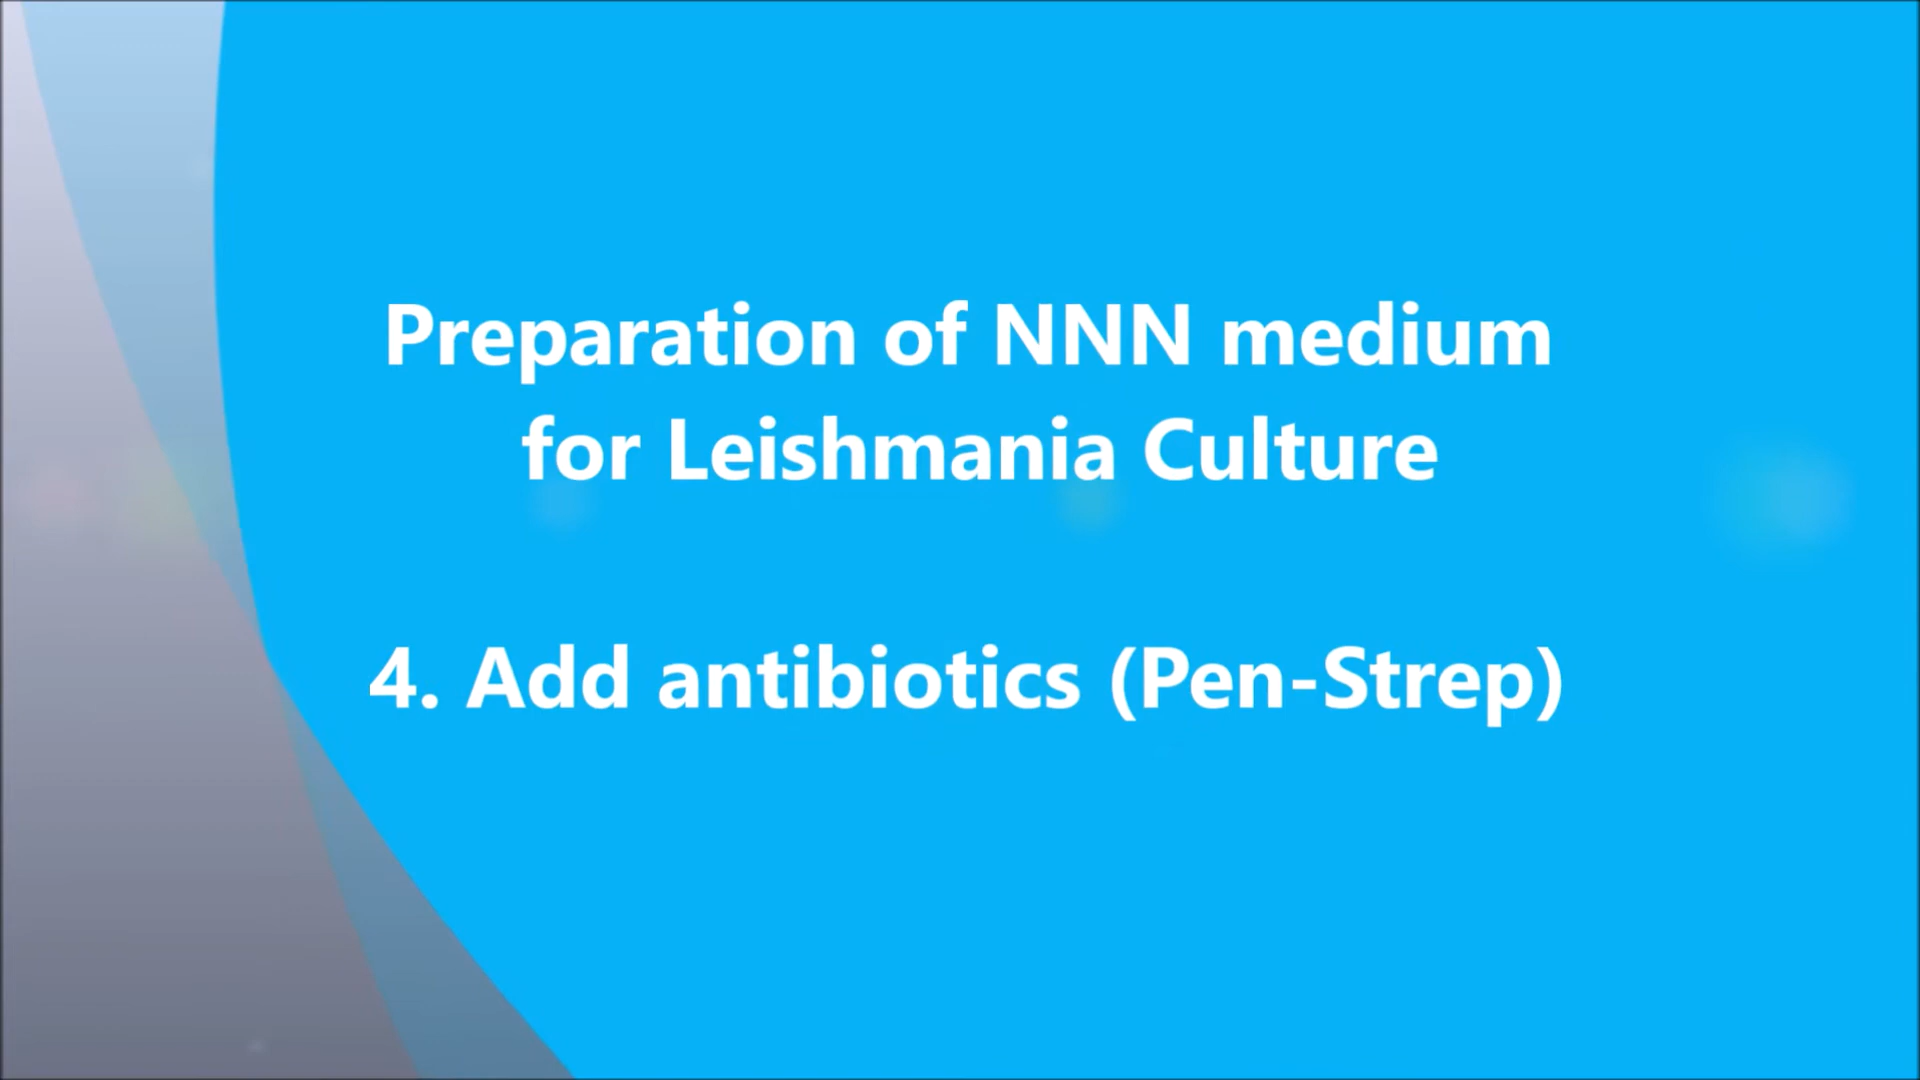 Preparation of NNN medium
for Leishmania Culture
4. Add antibiotics (Pen-Strep)